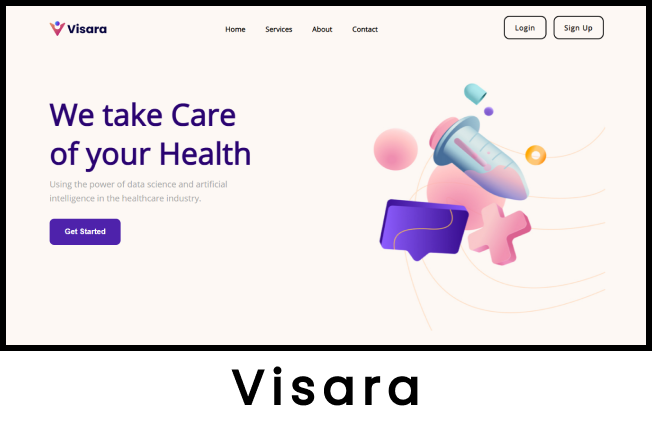 Visara
Home Services About Contact
Login Sign Up
We take Care
of your Health
Using the power of data science and artificial
intelligence in the healthcare industry.
Get Started
Visara